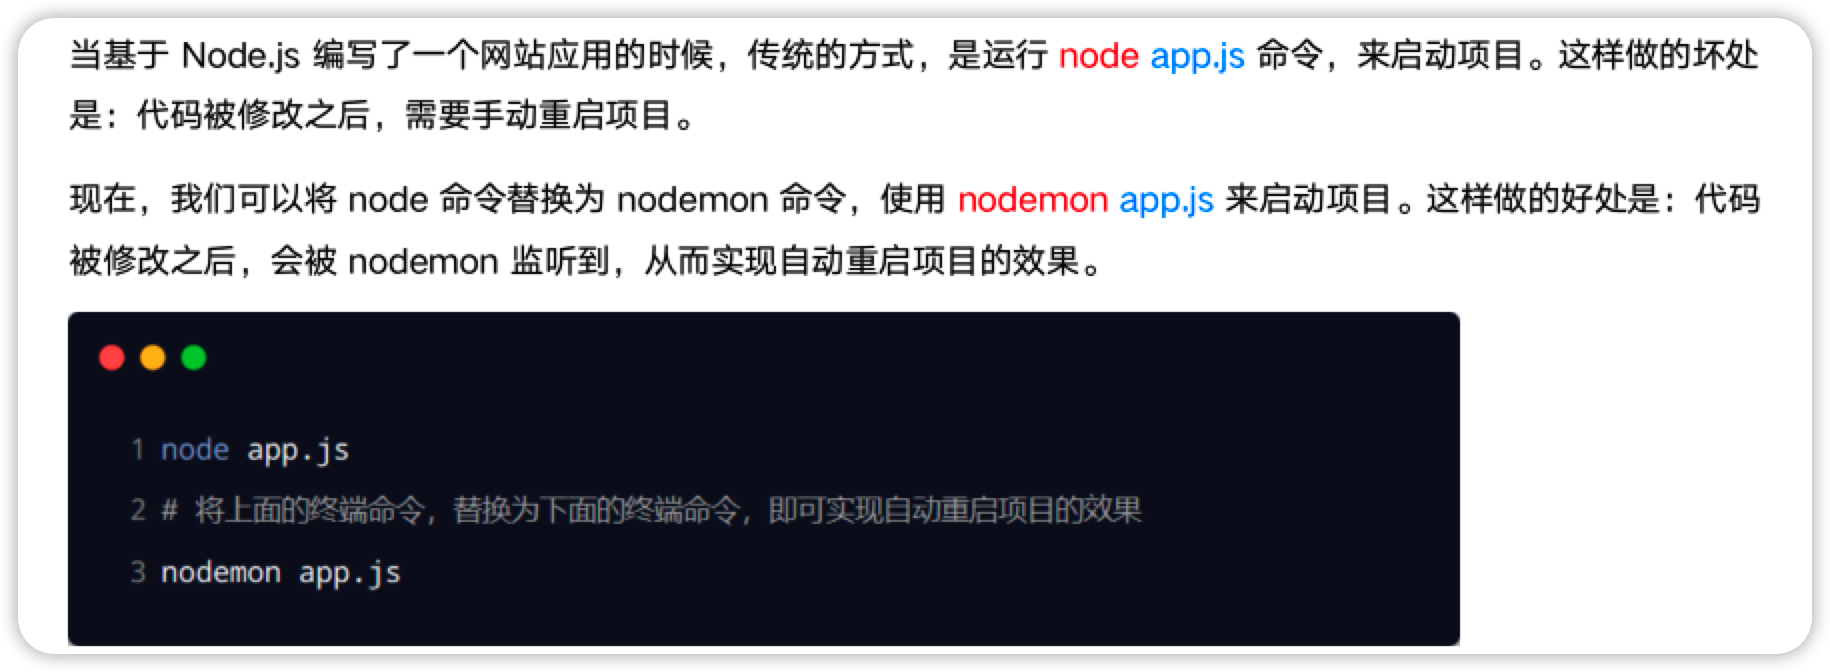 当基于 Node.js 编写了一个网站应用的时候，传统的方式，是运行 node app.js 命令，来启动项目。这样做的坏处
是：代码被修改之后，需要手动重启项目。
现在，我们可以将 node 命令替换为 nodemon 命令，使用 nodemon app.js 来启动项目。这样做的好处是：代码
被修改之后，会被 nodemon 监听到，从而实现自动重启项目的效果。
1 node app.js
2 # 将上面的终端命令，替换为下面的终端命令，即可实现自动重启项目的效果
3 nodemon app.js